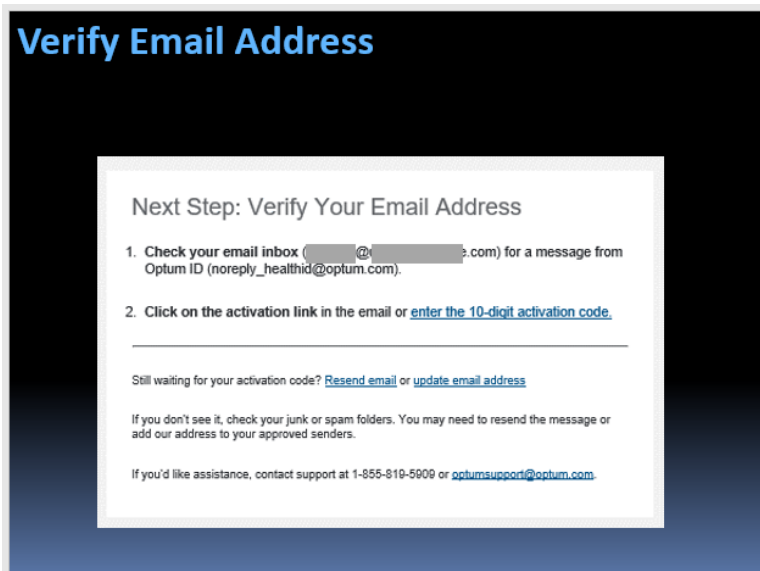 Verify Email Address
Next Step: Verify Your Email Address
1. Check your email inbox ( @ e.com) for a message from
Optum ID (noreply_healthid@optum.com).
2. Click on the activation link in the email or enter the 10-digit activation code.
Still waiting for your activation code? Resend email or update email address
If you don't see it, check your junk or spam folders. You may need to resend the message or
add our address to your approved senders.
If you'd like assistance, contact support at 1-855-819-5909 or optumsupport@optum.com.